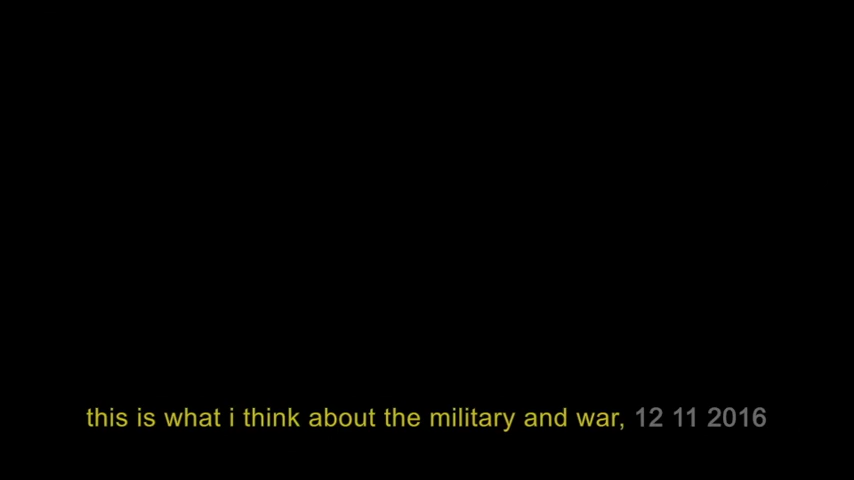 this is what i think about the military and war, 12 11 2016